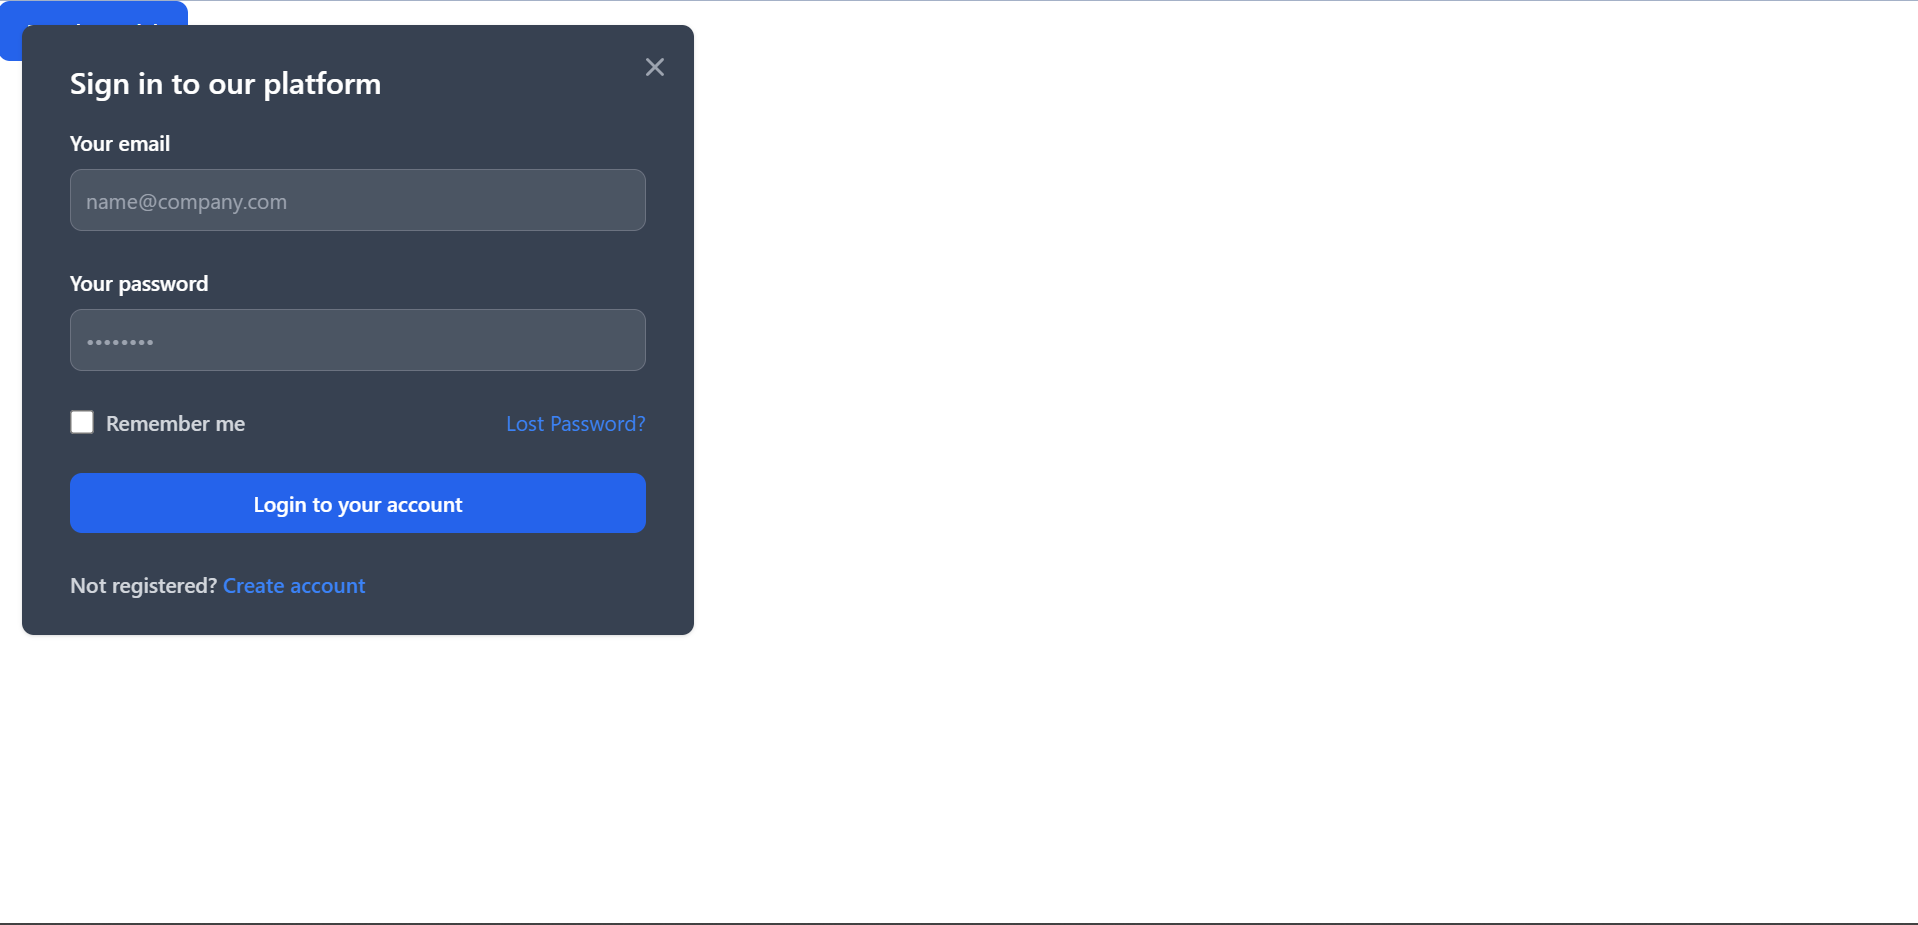 Sign in to our platform
Your email
name@company.com
Your password
••••••••
Remember me
Lost Password?
Login to your account
Not registered? Create account